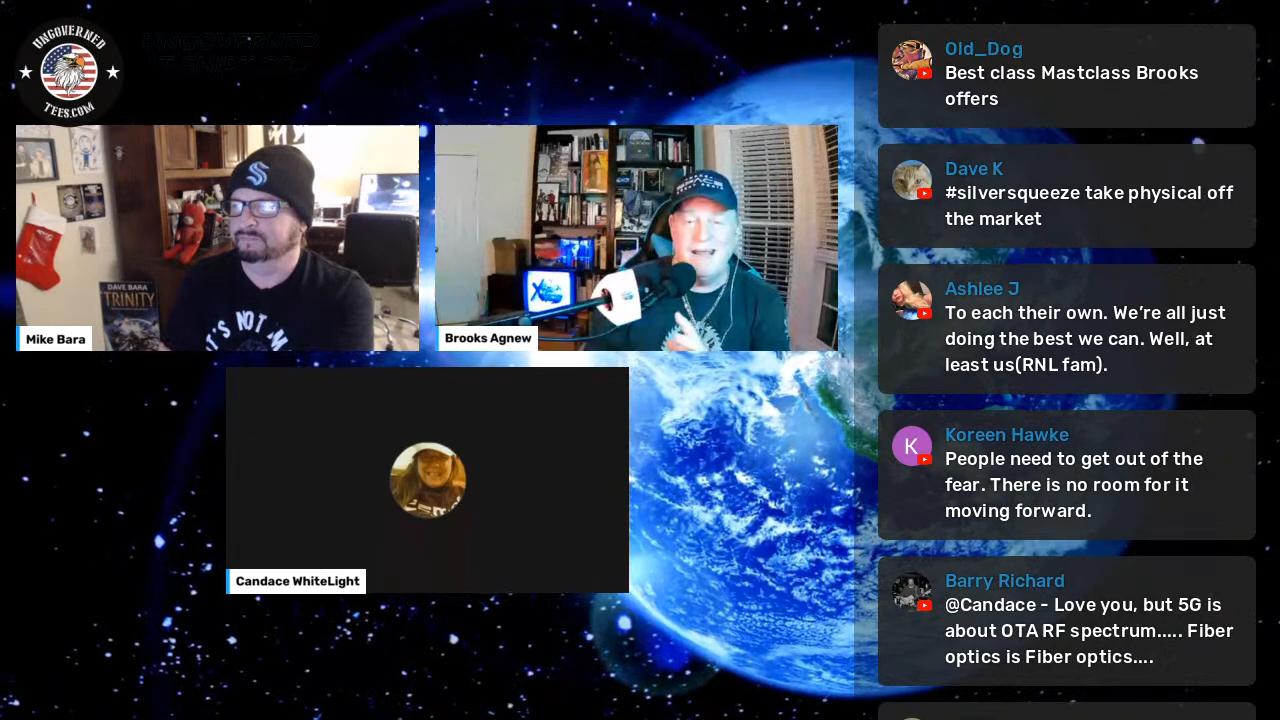 UNGOVERNED
TEES.COM
DAVE BARA
TRINITY
T'S NOT
Mike Bara
Brooks Agnew
Candace WhiteLight
Old_Dog
Best class Mastclass Brooks
offers
Dave K
#silversqueeze take physical off
the market
Ashlee J
To each their own. We’re all just
doing the best we can. Well, at
least us(RNL fam).
K
Koreen Hawke
People need to get out of the
fear. There is no room for it
moving forward.
Barry Richard
@Candace - Love you, but 5G is
about OTA RF spectrum..... Fiber
optics is Fiber optics....